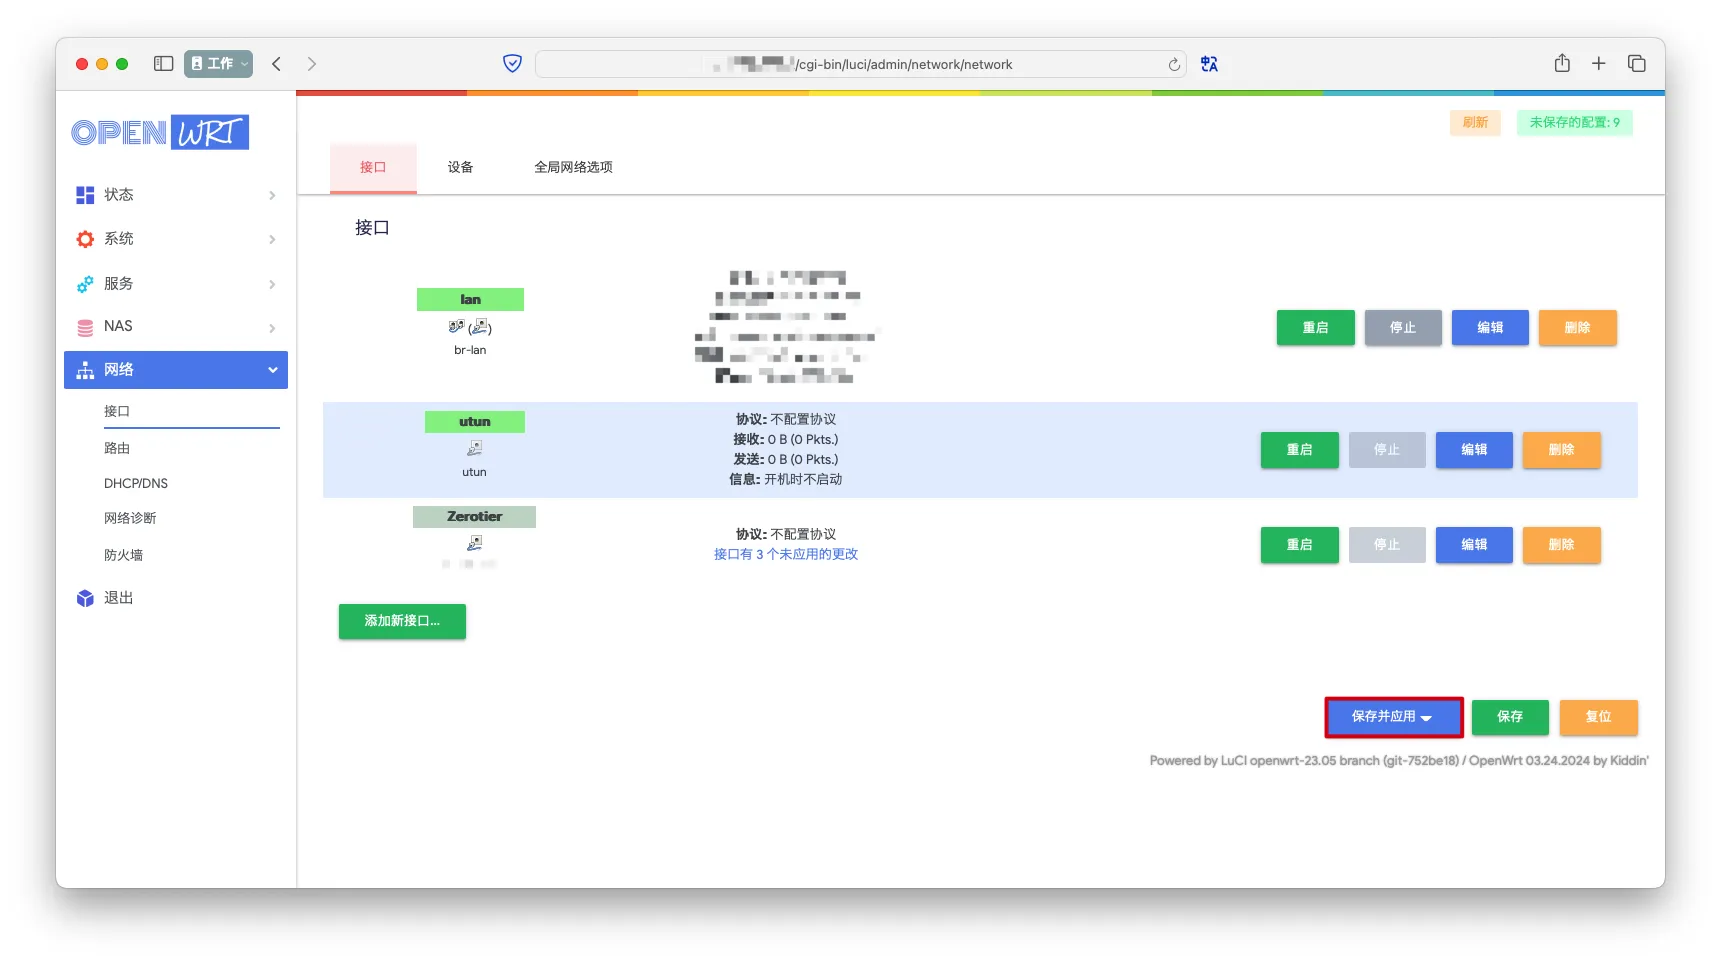 工作
/cgi-bin/luci/admin/network/network
OPENWRT
刷新
未保存的配置: 9
状态
系统
服务
NAS
网络
接口
路由
DHCP/DNS
网络诊断
防火墙
退出
接口
设备
全局网络选项
接口
lan
br-lan
重启
停止
编辑
删除
utun
utun
协议: 不配置协议
接收: 0 B (0 Pkts.)
发送: 0 B (0 Pkts.)
信息: 开机时不启动
重启
停止
编辑
删除
Zerotier
协议: 不配置协议
接口有 3 个未应用的更改
重启
停止
编辑
删除
添加新接口...
保存并应用
保存
复位
Powered by LuCI openwrt-23.05 branch (git-752be18) / OpenWrt 03.24.2024 by Kiddin'